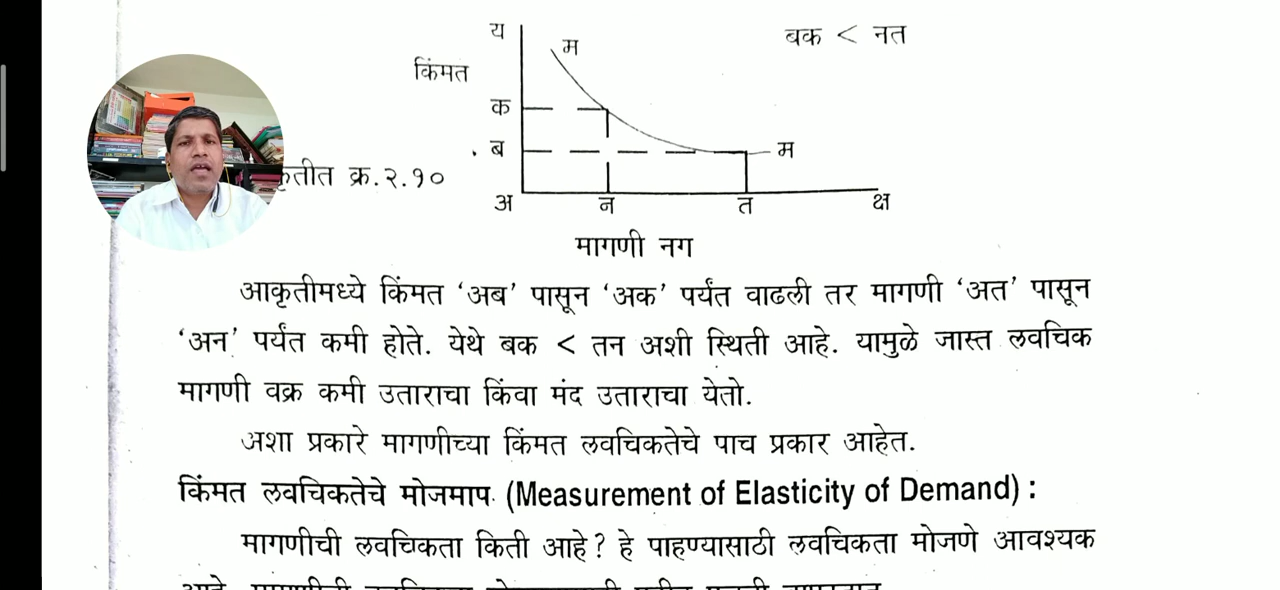 य
म
बक < नत
किंमत
क
ब
म
कृतीत क्र.२.१०
अ न त क्ष
मागणी नग
आकृतीमध्ये किंमत ‘अब’ पासून ‘अक’ पर्यंत वाढली तर मागणी ‘अत’ पासून
‘अन’ पर्यंत कमी होते. येथे बक < तन अशी स्थिती आहे. यामुळे जास्त लवचिक
मागणी वक्र कमी उताराचा किंवा मंद उताराचा येतो.
अशा प्रकारे मागणीच्या किंमत लवचिकतेचे पाच प्रकार आहेत.
किंमत लवचिकतेचे मोजमाप (Measurement of Elasticity of Demand) :
मागणीची लवचिकता किती आहे? हे पाहण्यासाठी लवचिकता मोजणे आवश्यक